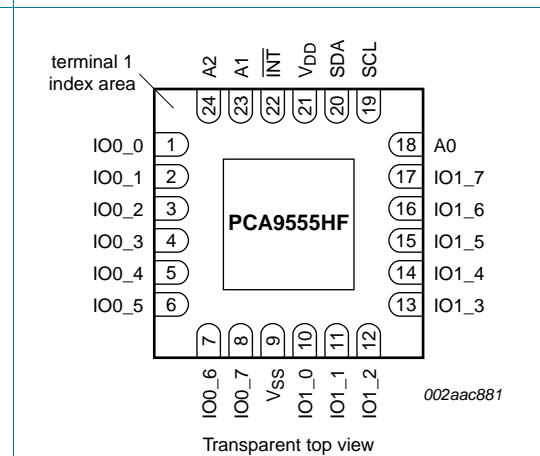 terminal 1
index area
A2
A1
INT
VDD
SDA
SCL
24
23
22
21
20
19
IO0_0 1
IO0_1 2
IO0_2 3
IO0_3 4
IO0_4 5
IO0_5 6
PCA9555HF
18 A0
17 IO1_7
16 IO1_6
15 IO1_5
14 IO1_4
13 IO1_3
7
8
9
10
11
12
IO0_6
IO0_7
VSS
IO1_0
IO1_1
IO1_2
002aac881
Transparent top view